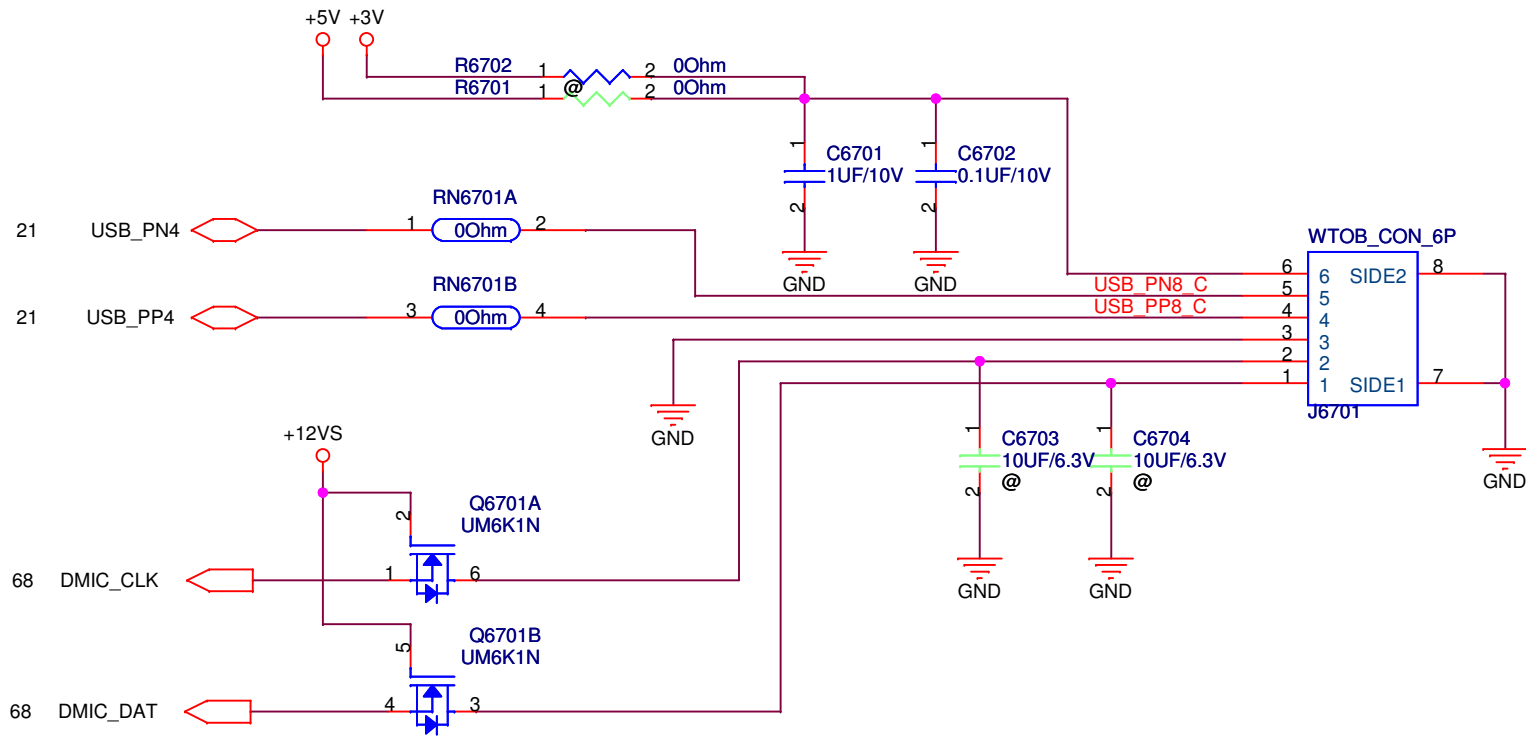 +5V +3V
R6702 1 2 0Ohm
R6701 1 @ 2 0Ohm
1 C6701 1 C6702
1UF/10V 0.1UF/10V
2 2
GND GND
RN6701A
21 USB_PN4 1 0Ohm 2
RN6701B
21 USB_PP4 3 0Ohm 4
WTOB_CON_6P
6 6 SIDE2 8
USB_PN8_C 5 5
USB_PP8_C 4 4
3 3
2 2
1 1 SIDE1 7
J6701
GND
GND
1 C6703 1 C6704
10UF/6.3V 10UF/6.3V
2 @ 2 @
GND GND
+12VS
2 Q6701A
UM6K1N
68 DMIC_CLK 1 6
5 Q6701B
UM6K1N
68 DMIC_DAT 4 3